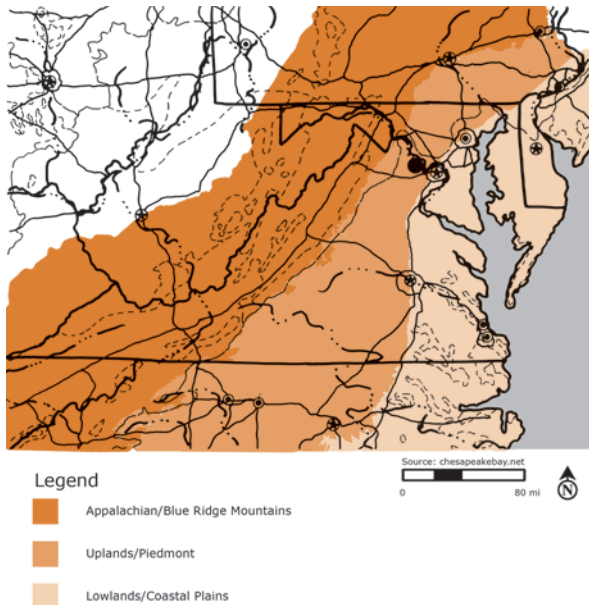 Source: chesapeakebay.net
0 80 mi
N
Legend
Appalachian/Blue Ridge Mountains
Uplands/Piedmont
Lowlands/Coastal Plains